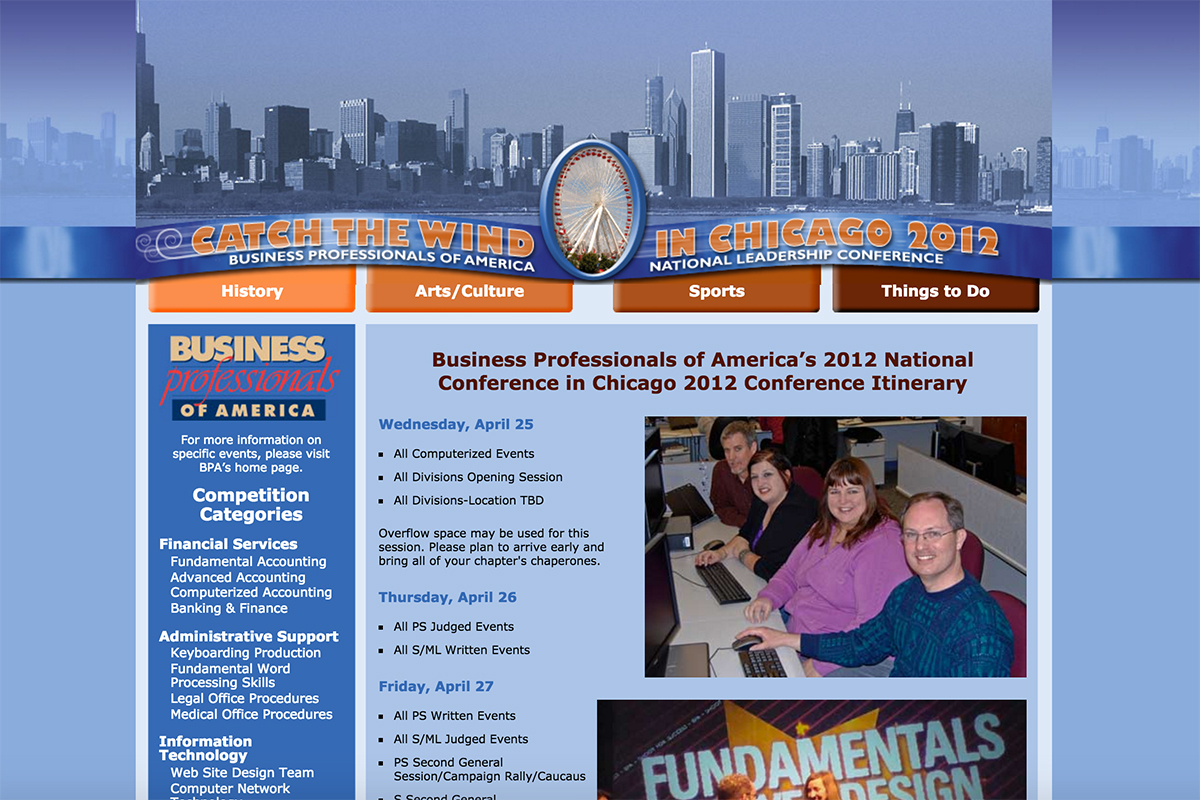 CATCH THE WIND
IN CHICAGO 2012
BUSINESS PROFESSIONALS OF AMERICA
NATIONAL LEADERSHIP CONFERENCE
History
Arts/Culture
Sports
Things to Do
BUSINESS
professionals
OF AMERICA
For more information on
specific events, please visit
BPA’s home page.
Competition
Categories
Financial Services
Fundamental Accounting
Advanced Accounting
Computerized Accounting
Banking & Finance
Administrative Support
Keyboarding Production
Fundamental Word
Processing Skills
Legal Office Procedures
Medical Office Procedures
Information
Technology
Web Site Design Team
Computer Network
Technology
Business Professionals of America’s 2012 National
Conference in Chicago 2012 Conference Itinerary
Wednesday, April 25
All Computerized Events
All Divisions Opening Session
All Divisions-Location TBD
Overflow space may be used for this
session. Please plan to arrive early and
bring all of your chapter's chaperones.
Thursday, April 26
All PS Judged Events
All S/ML Written Events
Friday, April 27
All PS Written Events
All S/ML Judged Events
PS Second General
Session/Campaign Rally/Caucaus
S Second General
FUNDAMENTALS
DESIGN